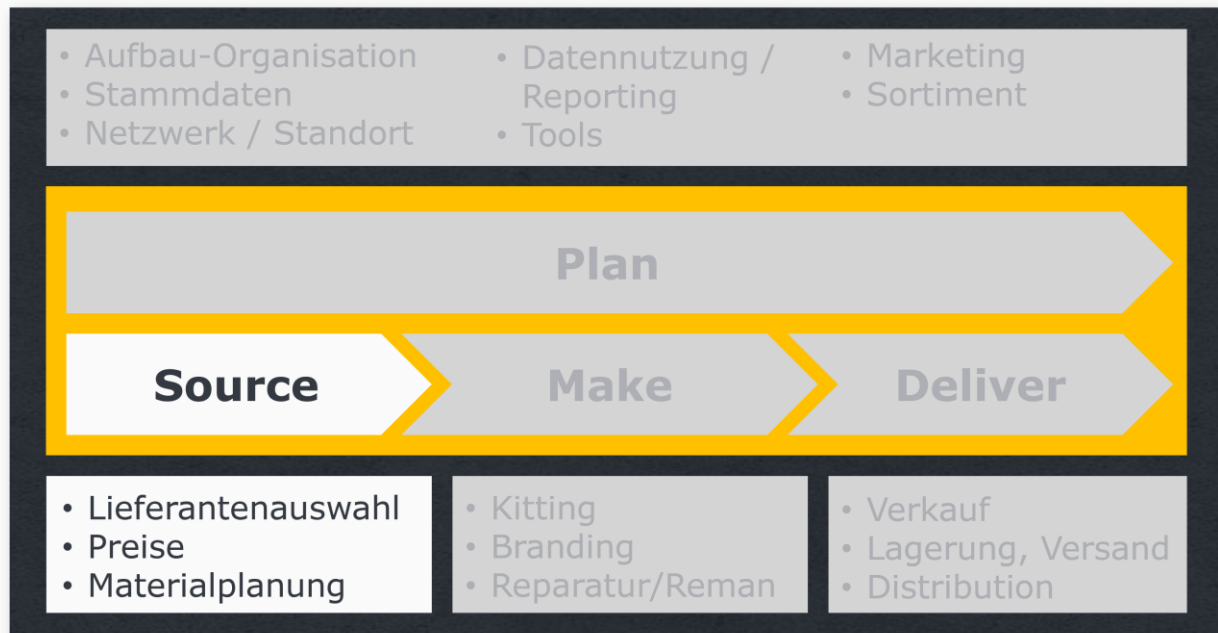 • Aufbau-Organisation
• Stammdaten
• Netzwerk / Standort
• Datennutzung /
Reporting
• Tools
• Marketing
• Sortiment
Plan
Source
Make
Deliver
• Lieferantenauswahl
• Preise
• Materialplanung
• Kitting
• Branding
• Reparatur/Reman
• Verkauf
• Lagerung, Versand
• Distribution